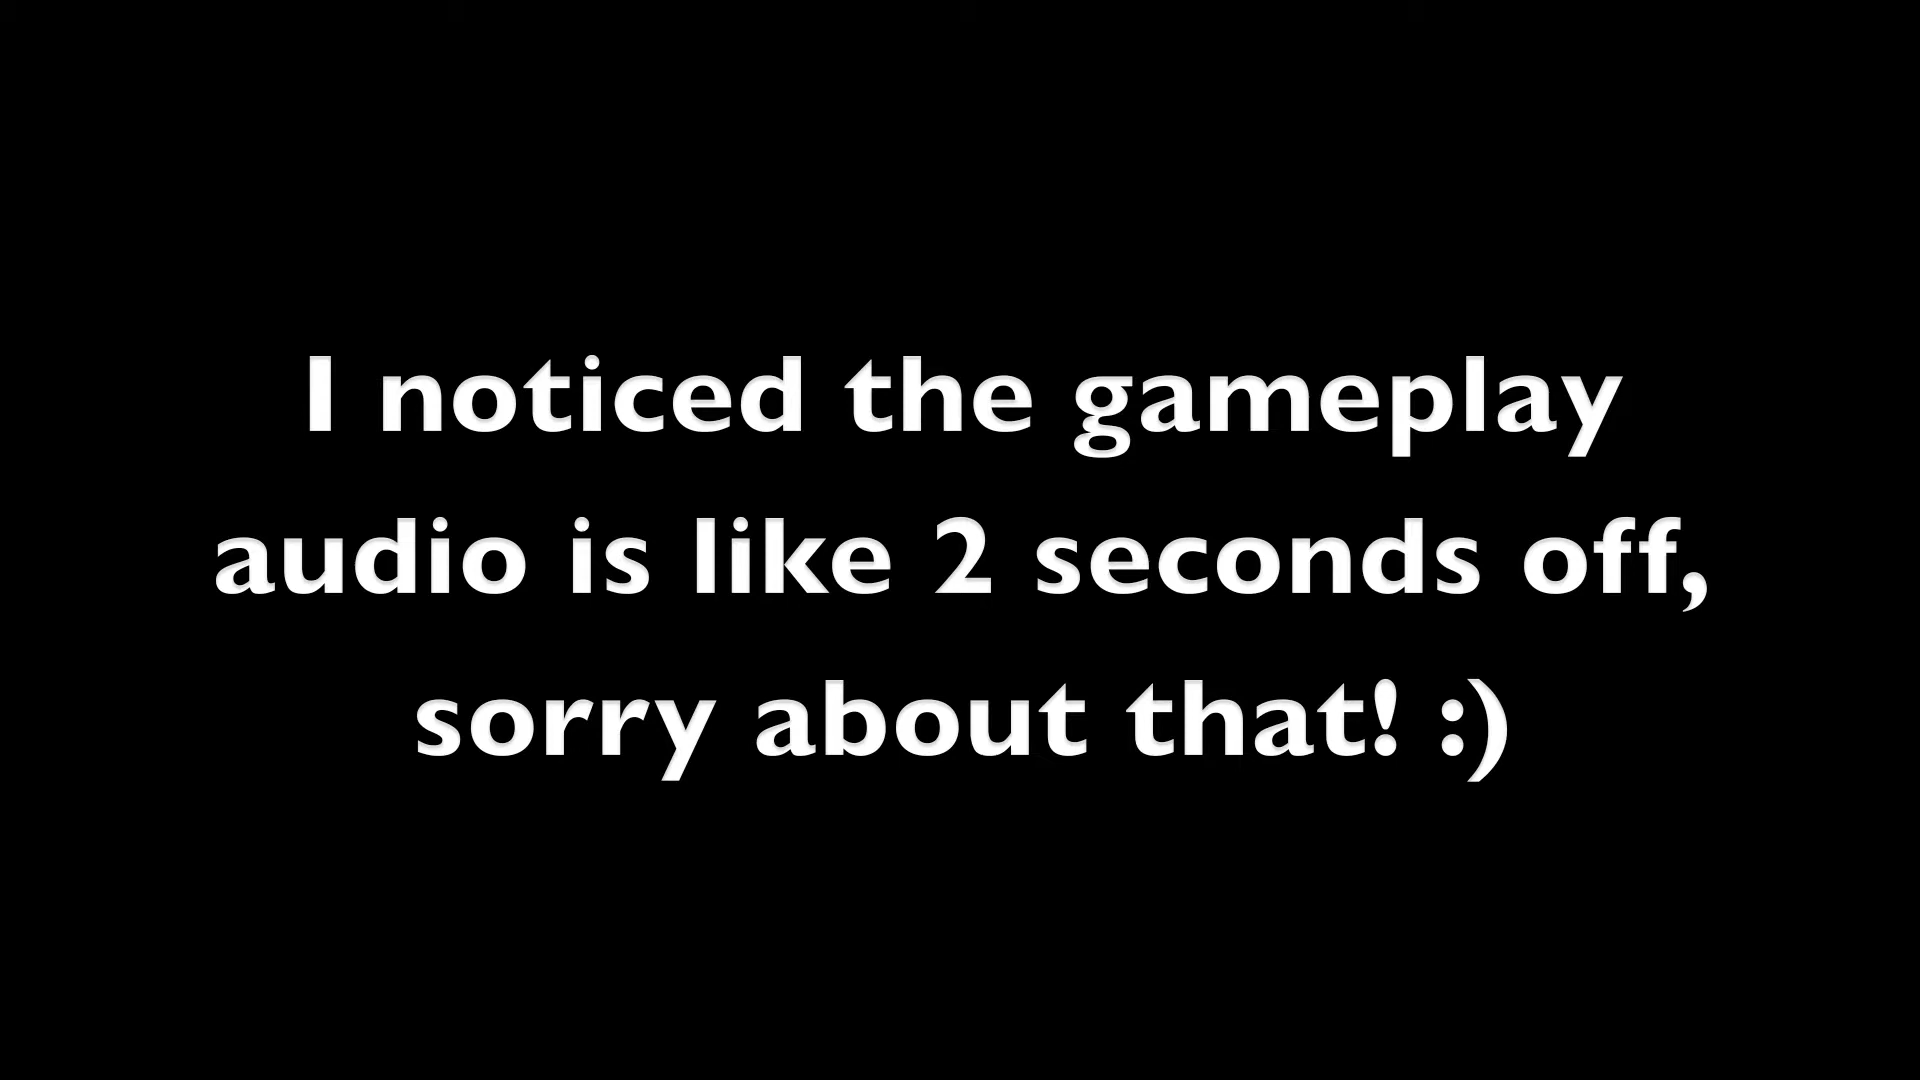 I noticed the gameplay
audio is like 2 seconds off,
sorry about that! :)